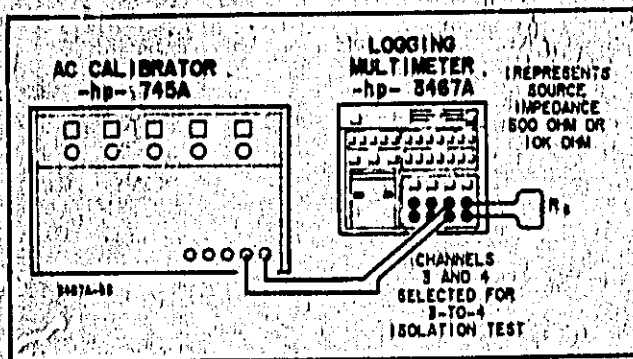 AC CALIBRATOR
-hp- 745A
LOGGING
MULTIMETER
-hp- 3467A
REPRESENTS
SOURCE
IMPEDANCE
600 OHM OR
10K OHM
Rs
CHANNELS
3 AND 4
SELECTED FOR
3-TO-4
ISOLATION TEST